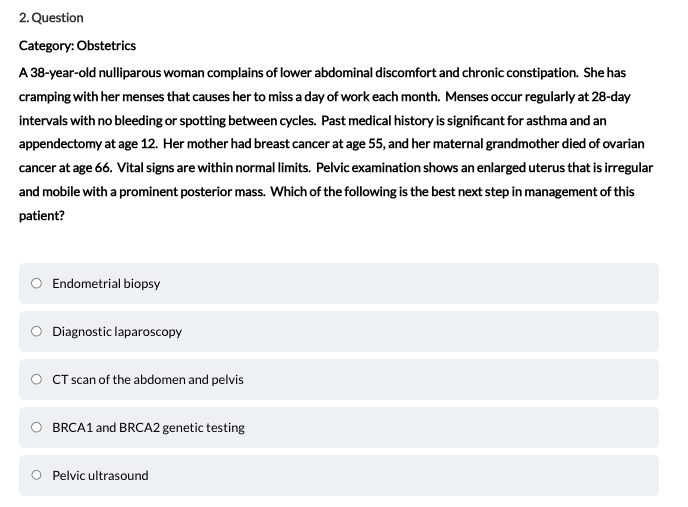 2. Question
Category: Obstetrics
A 38-year-old nulliparous woman complains of lower abdominal discomfort and chronic constipation.  She has
cramping with her menses that causes her to miss a day of work each month.  Menses occur regularly at 28-day
intervals with no bleeding or spotting between cycles.  Past medical history is significant for asthma and an
appendectomy at age 12.  Her mother had breast cancer at age 55, and her maternal grandmother died of ovarian
cancer at age 66.  Vital signs are within normal limits.  Pelvic examination shows an enlarged uterus that is irregular
and mobile with a prominent posterior mass.  Which of the following is the best next step in management of this
patient?
Endometrial biopsy
Diagnostic laparoscopy
CT scan of the abdomen and pelvis
BRCA1 and BRCA2 genetic testing
Pelvic ultrasound